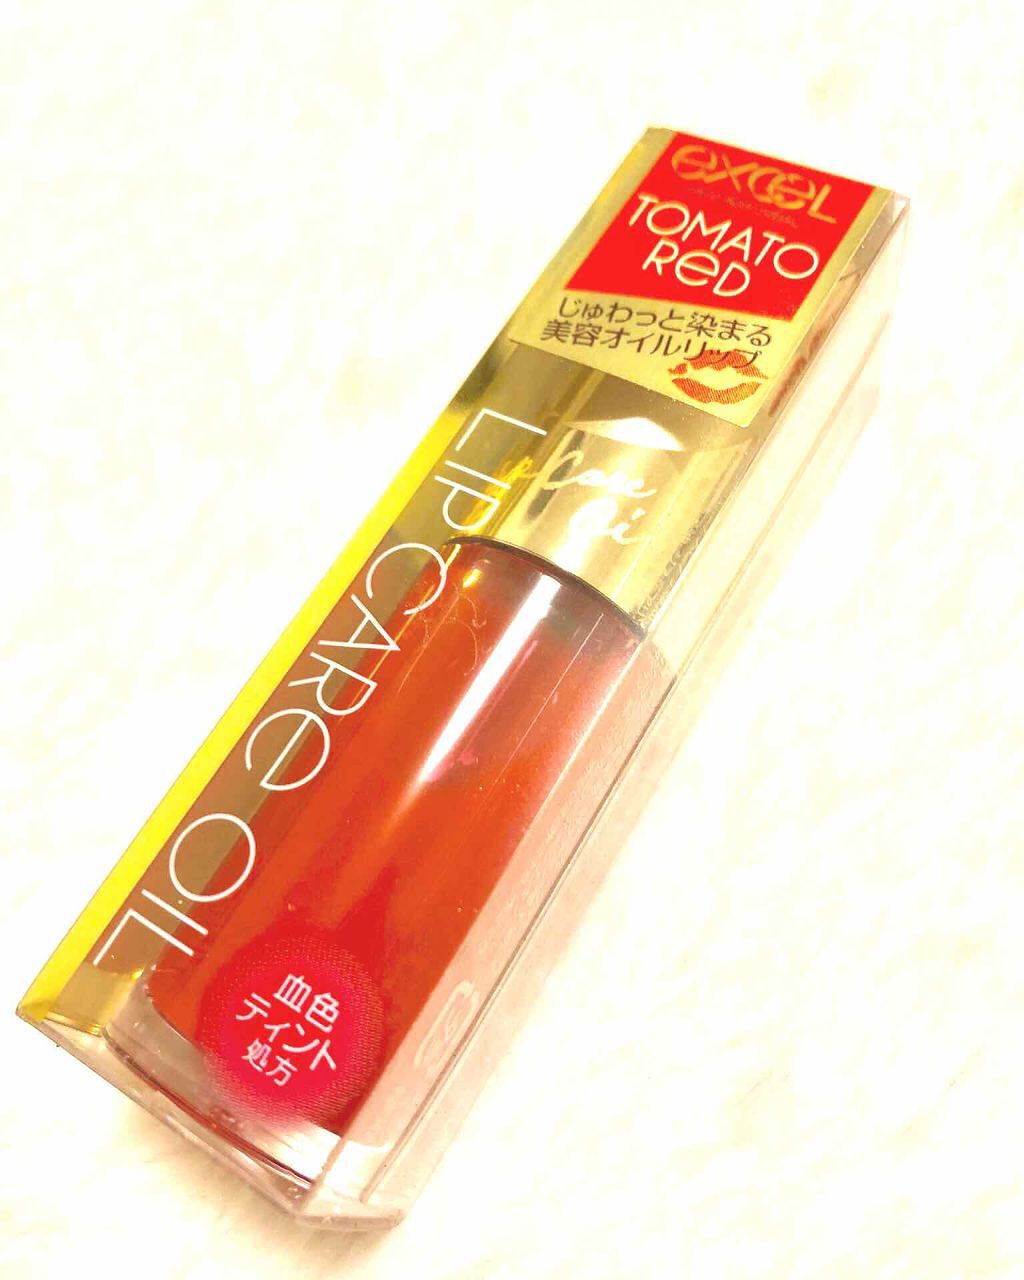 excel
TOMATO
ReD
じゅわっと染まる
美容オイルリップ
Care
LIP CARe OIL
血色
ティント
処方